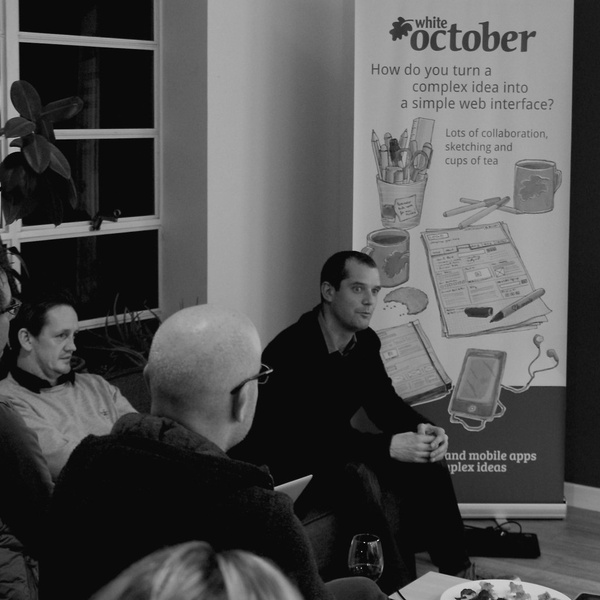 white
october
How do you turn a
complex idea into
a simple web interface?
Lots of collaboration,
sketching and
cups of tea
and mobile apps
ideas